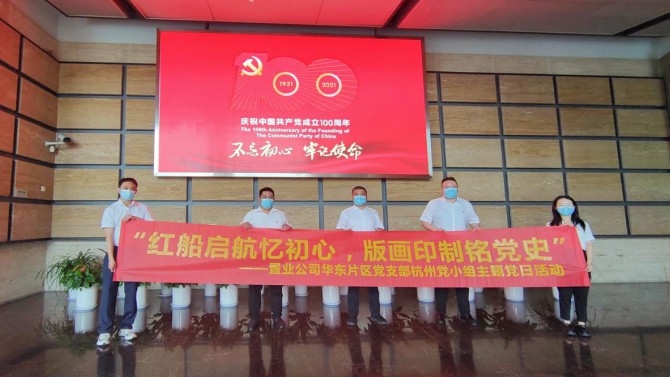 100
1921 2021
庆祝中国共产党成立100周年
The 100th Anniversary of the Founding of
The Communist Party of China
不忘初心 牢记使命
“红船启航忆初心，版画印制铭党史”
——置业公司华东片区党支部杭州党小组主题党日活动